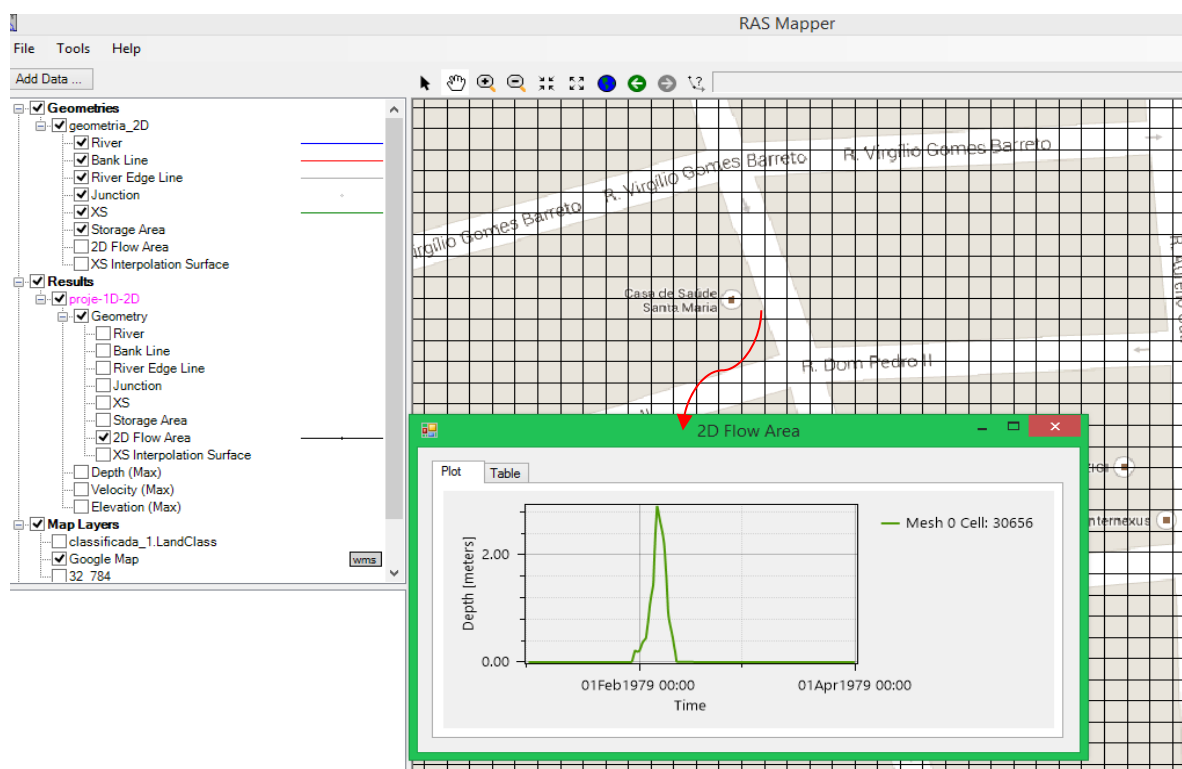 RAS Mapper
File Tools Help
Add Data ...
Geometries
geometria_2D
River
Bank Line
River Edge Line
Junction
XS
Storage Area
2D Flow Area
XS Interpolation Surface
Results
proje-1D-2D
Geometry
River
Bank Line
River Edge Line
Junction
XS
Storage Area
2D Flow Area
XS Interpolation Surface
Depth (Max)
Velocity (Max)
Elevation (Max)
Map Layers
classificada_1.LandClass
Google Map
wms
32_784
R. Virgílio Gomes Barreto
R. Virgílio Gomes Barreto
irgílio Gomes Barreto
Casa de Saúde
Santa Maria
R. Dom Pedro II
nternexus
2D Flow Area
Plot Table
Depth [meters]
2.00
0.00
01Feb1979 00:00
01Apr1979 00:00
Time
Mesh 0 Cell: 30656